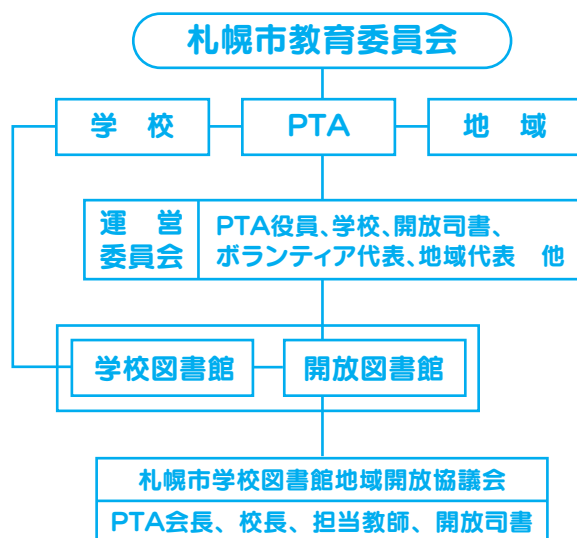 札幌市教育委員会
学　校
PTA
地　域
運　営
委員会
PTA役員、学校、開放司書、
ボランティア代表、地域代表　他
学校図書館
開放図書館
札幌市学校図書館地域開放協議会
PTA会長、校長、担当教師、開放司書